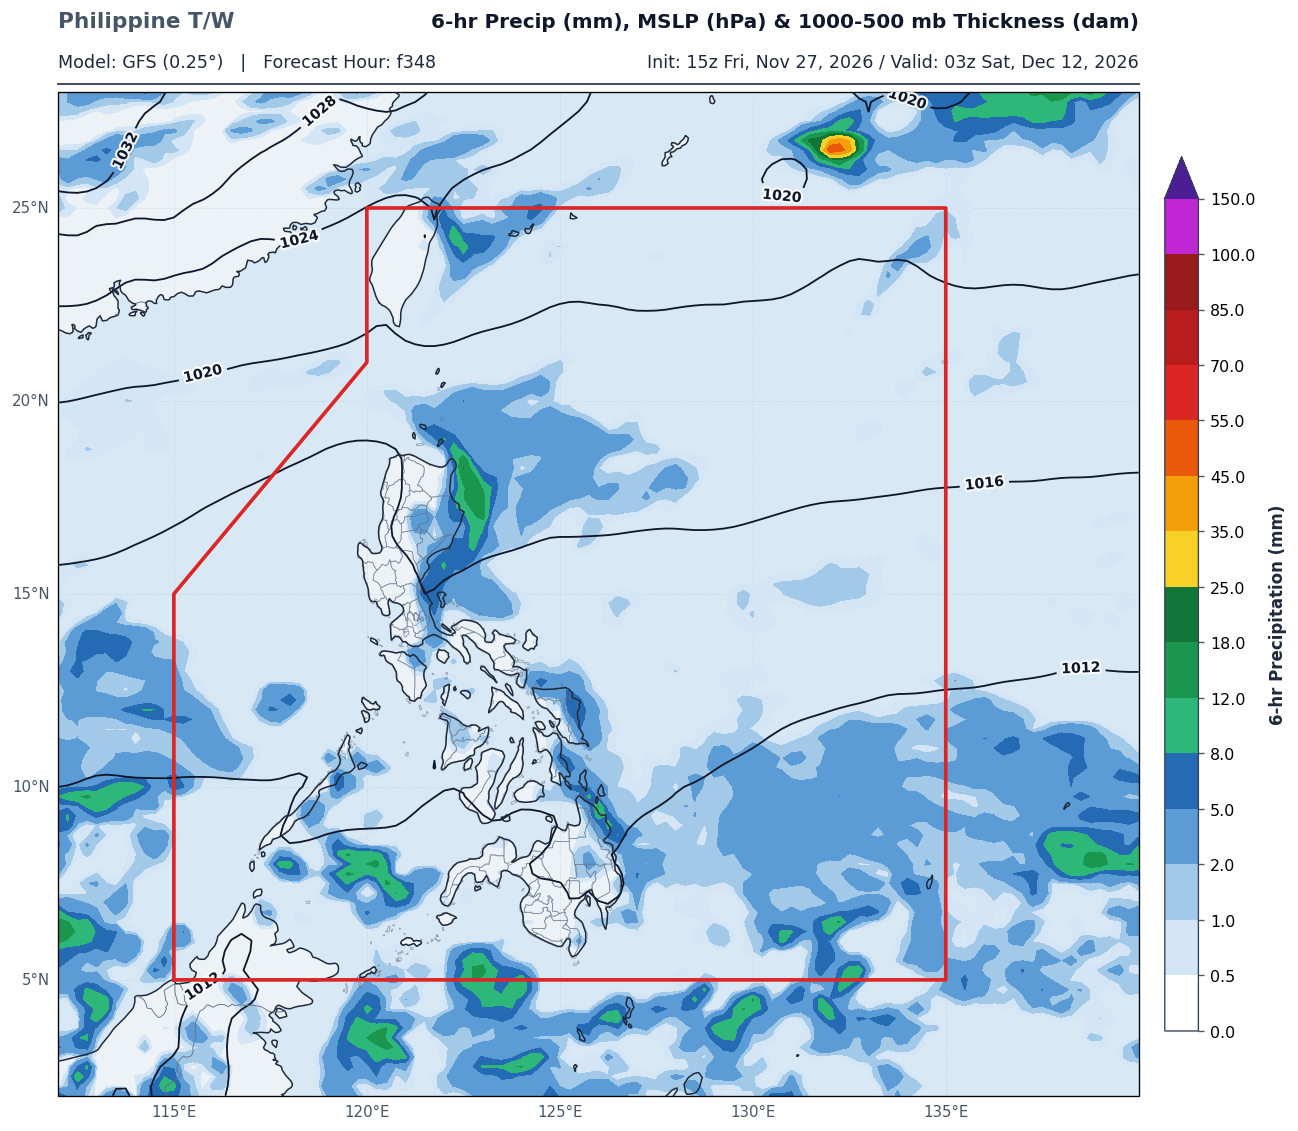 Philippine T/W
6-hr Precip (mm), MSLP (hPa) & 1000-500 mb Thickness (dam)
Model: GFS (0.25°) | Forecast Hour: f348
Init: 15z Fri, Nov 27, 2026 / Valid: 03z Sat, Dec 12, 2026
1020
1028
1032
1020
1024
1020
1016
1012
1012
25°N
20°N
15°N
10°N
5°N
115°E
120°E
125°E
130°E
135°E
150.0
100.0
85.0
70.0
55.0
45.0
35.0
25.0
18.0
12.0
8.0
5.0
2.0
1.0
0.5
0.0
6-hr Precipitation (mm)